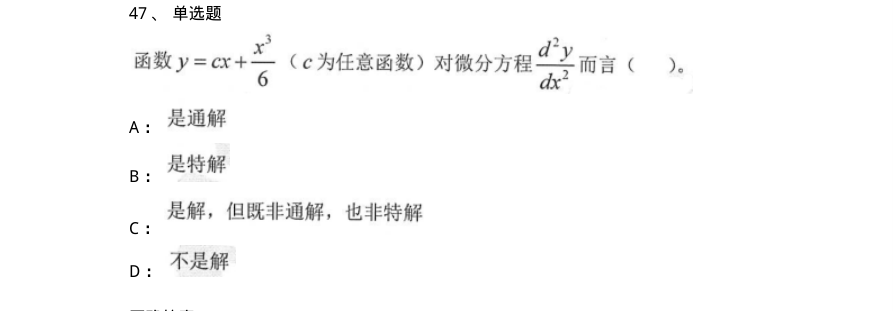 47 、 单选题
函数 y = cx + x³/6 （ c 为任意函数）对微分方程 d²y/dx² 而言（ ）。
A： 是通解
B： 是特解
C： 是解，但既非通解，也非特解
D： 不是解